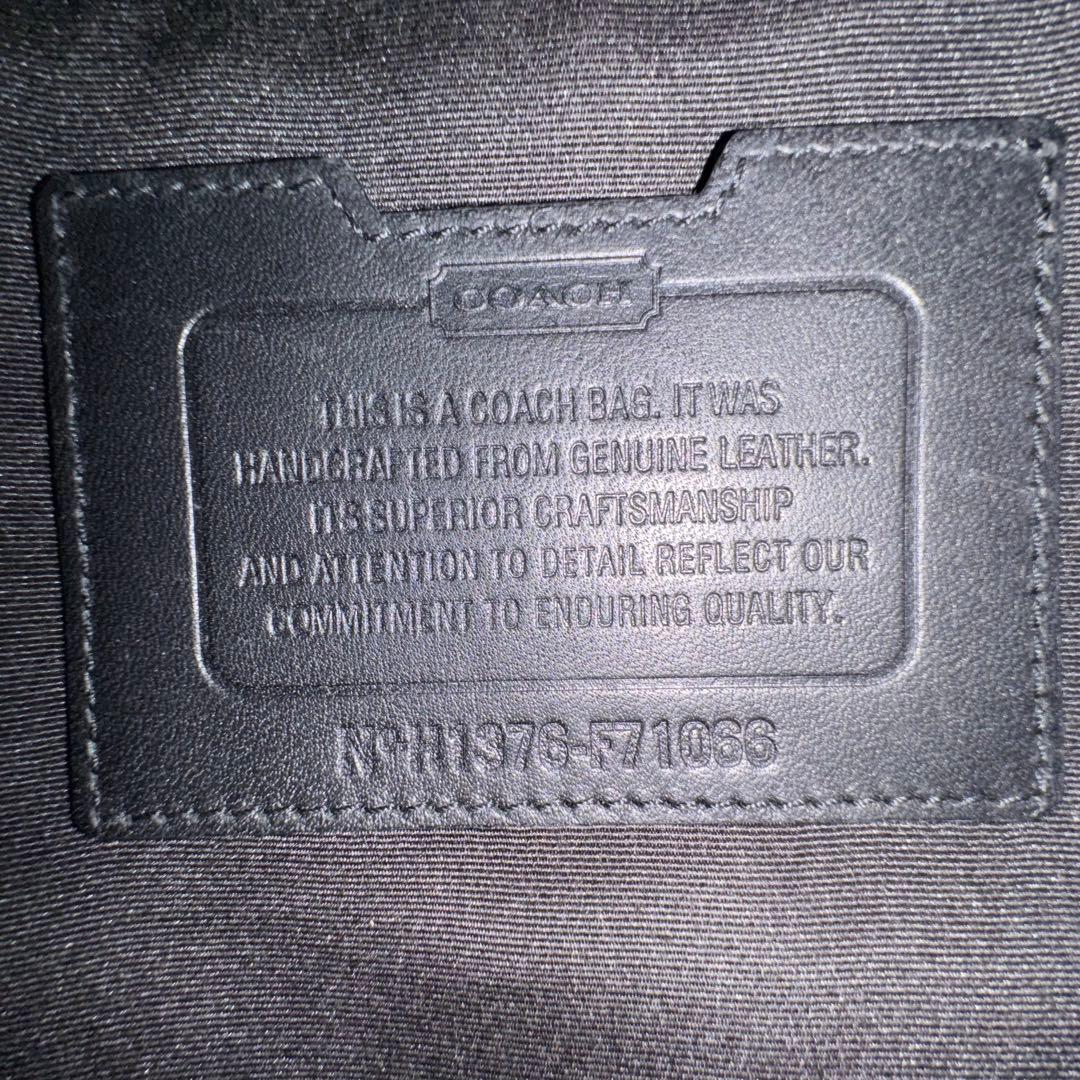 COACH
THIS IS A COACH BAG. IT WAS
HANDCRAFTED FROM GENUINE LEATHER.
ITS SUPERIOR CRAFTSMANSHIP
AND ATTENTION TO DETAIL REFLECT OUR
COMMITMENT TO ENDURING QUALITY.
Nº H1376-F71066